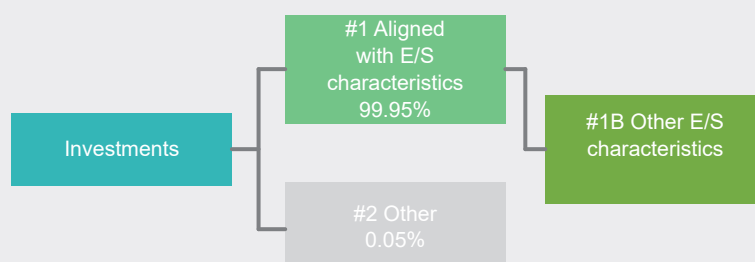 #1 Aligned
with E/S
characteristics
99.95%
Investments
#1B Other E/S
characteristics
#2 Other
0.05%